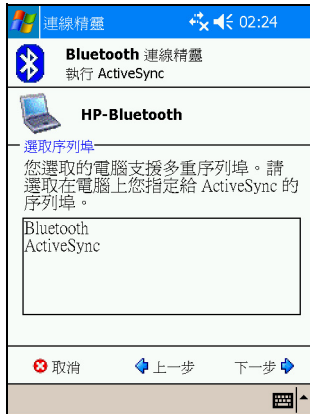 連線精靈 02:24
Bluetooth 連線精靈
執行 ActiveSync
HP-Bluetooth
選取序列埠
您選取的電腦支援多重序列埠。請
選取在電腦上您指定給 ActiveSync 的
序列埠。
Bluetooth
ActiveSync
取消 上一步 下一步